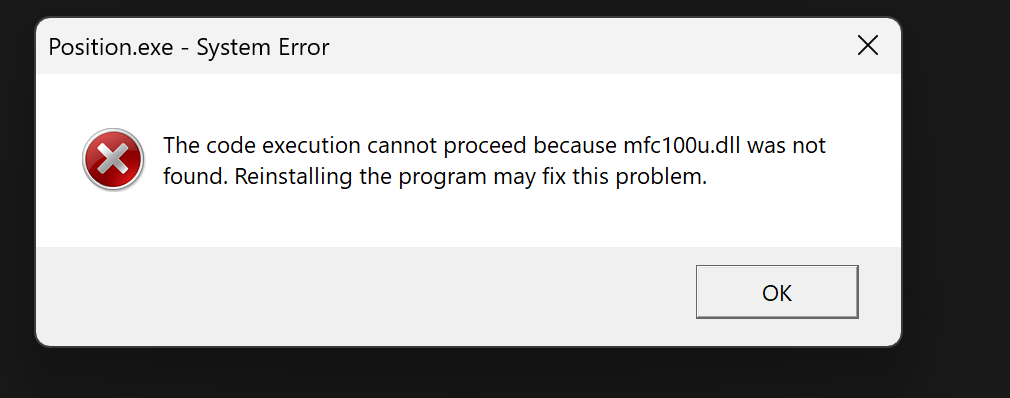 Position.exe - System Error
The code execution cannot proceed because mfc100u.dll was not
found. Reinstalling the program may fix this problem.
OK